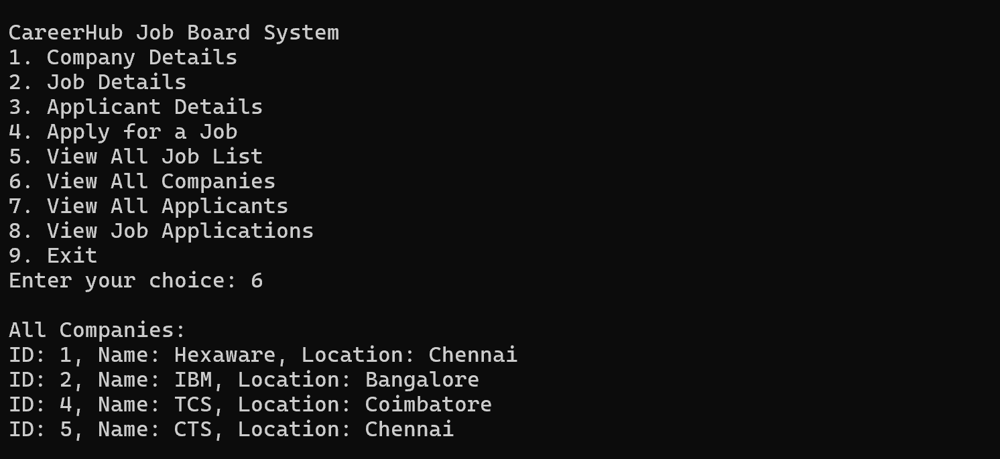 CareerHub Job Board System
1. Company Details
2. Job Details
3. Applicant Details
4. Apply for a Job
5. View All Job List
6. View All Companies
7. View All Applicants
8. View Job Applications
9. Exit
Enter your choice: 6
All Companies:
ID: 1, Name: Hexaware, Location: Chennai
ID: 2, Name: IBM, Location: Bangalore
ID: 4, Name: TCS, Location: Coimbatore
ID: 5, Name: CTS, Location: Chennai